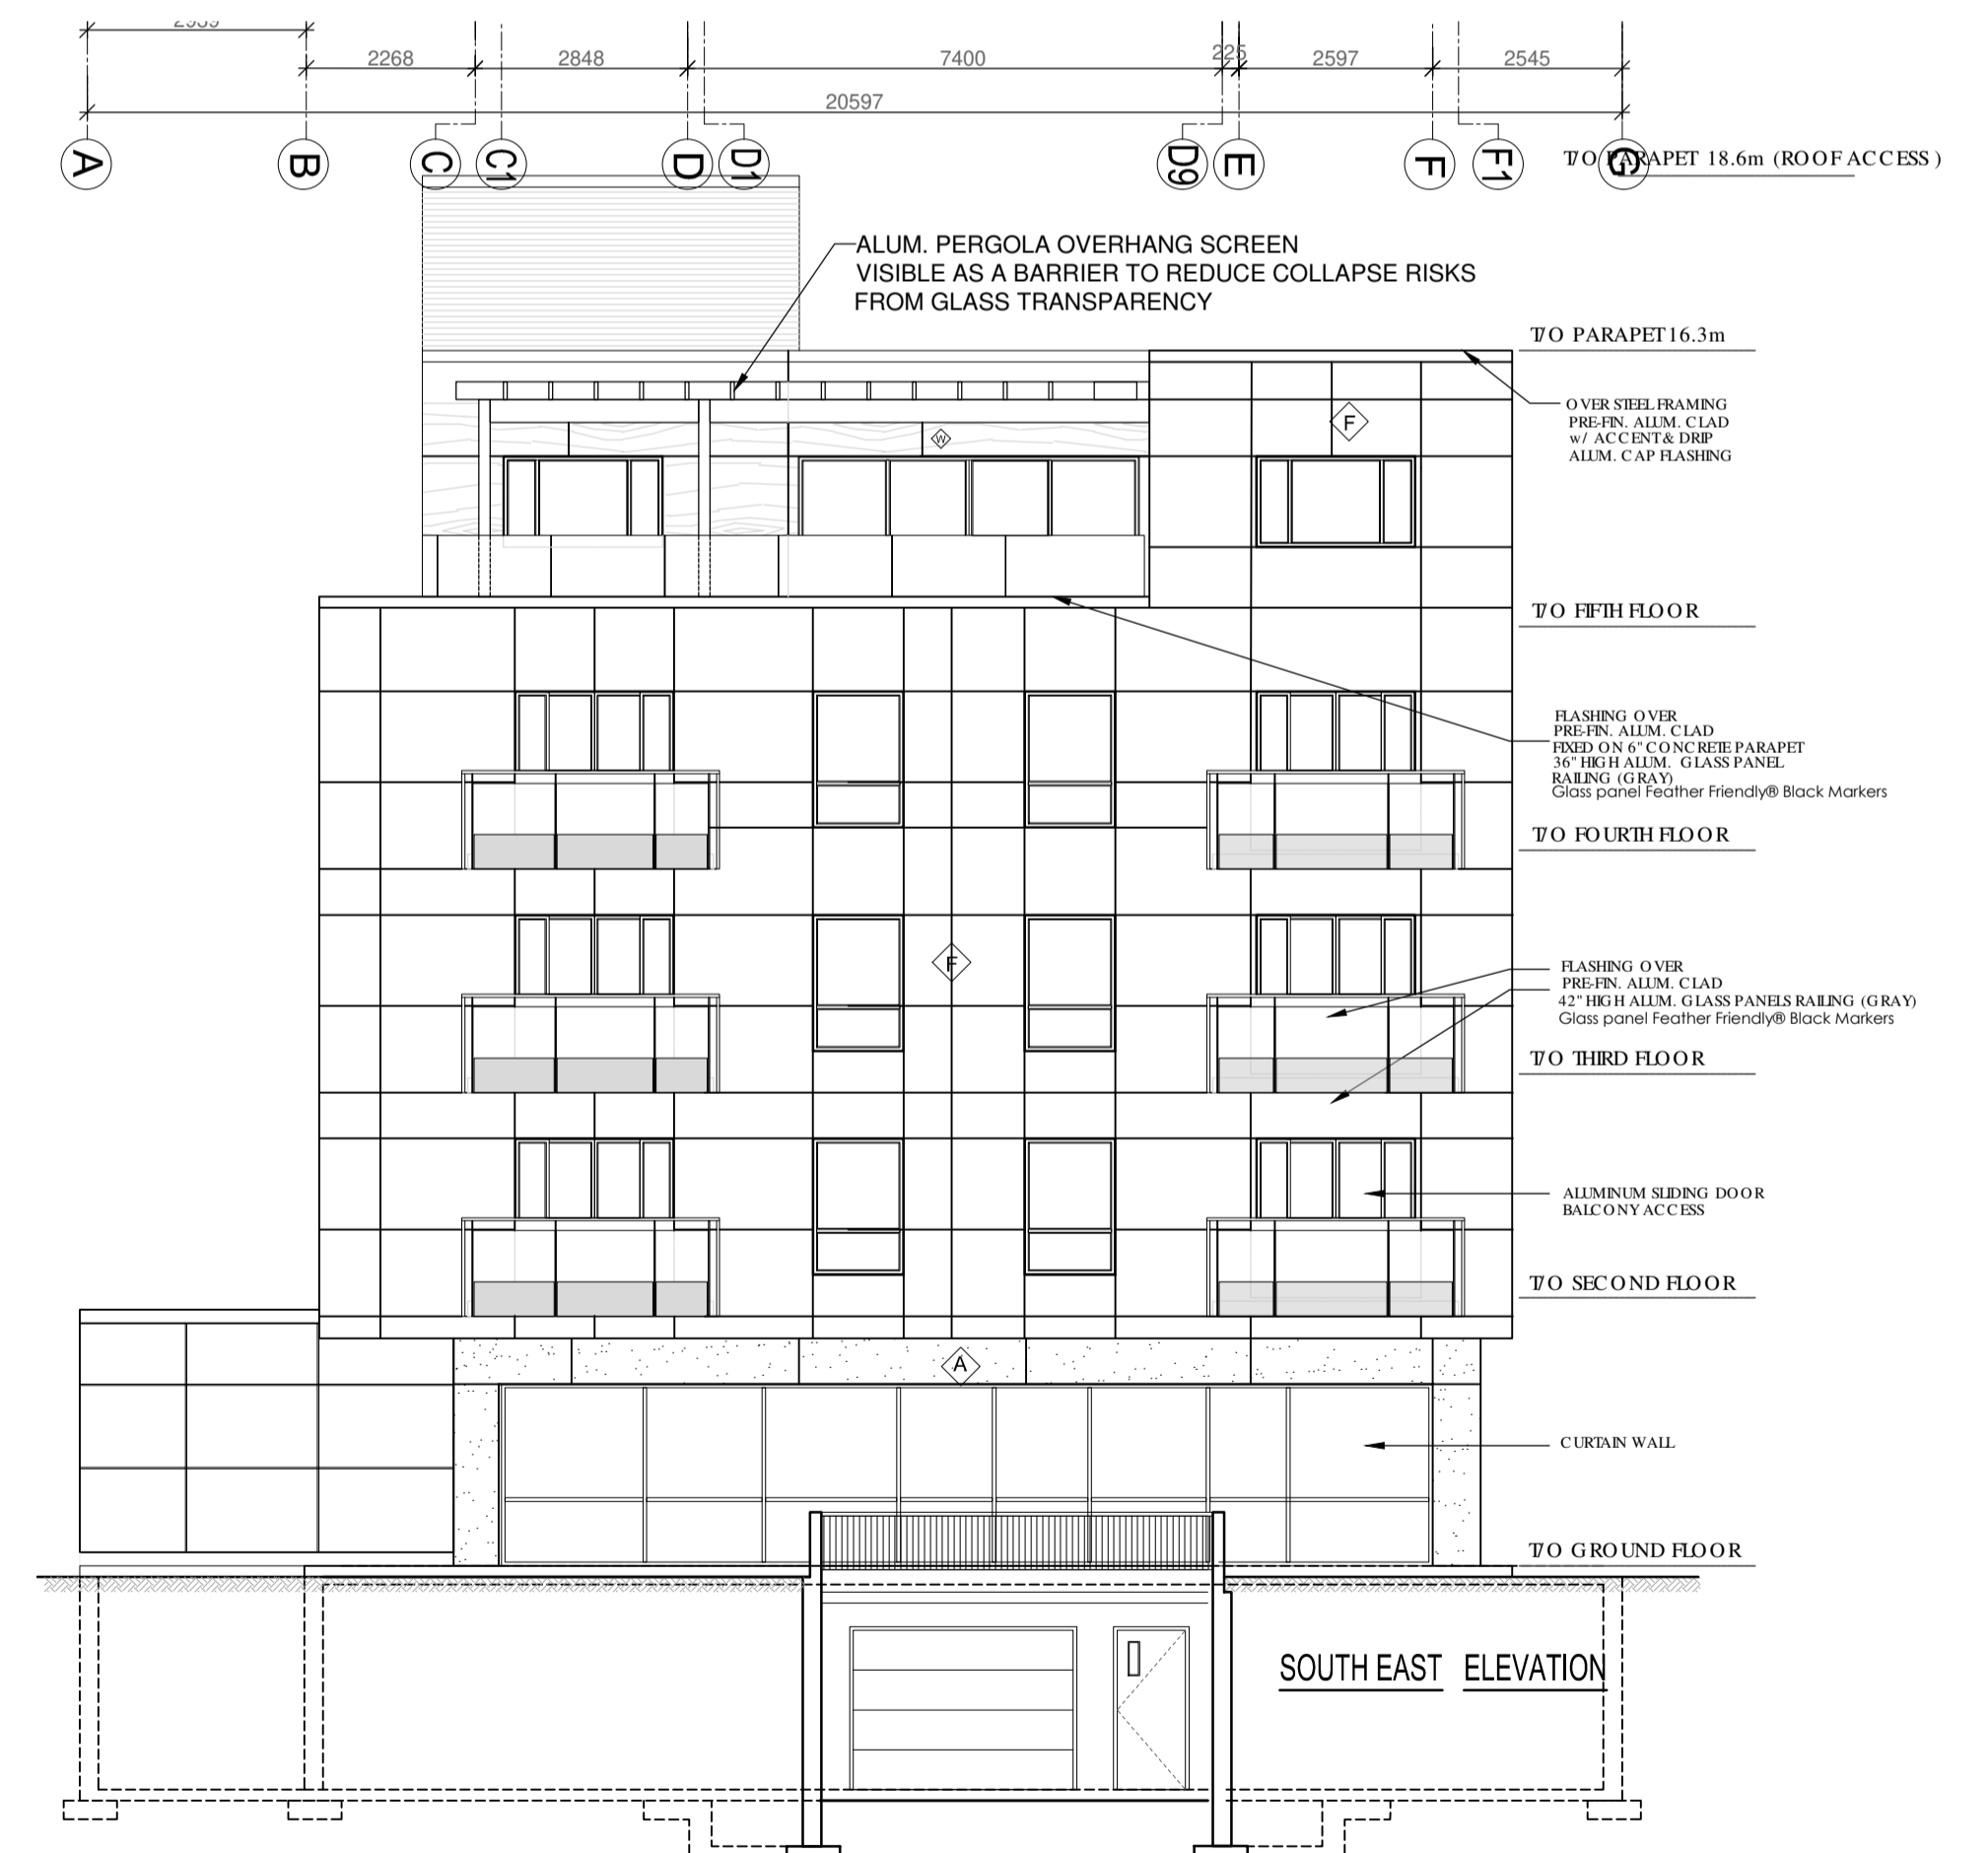 2268
2848
7400
225
2597
2545
20597
A
B
C
C1
D
D1
D9
E
F
F1
G
T/O PARAPET 18.6m (ROOF ACCESS)
ALUM. PERGOLA OVERHANG SCREEN
VISIBLE AS A BARRIER TO REDUCE COLLAPSE RISKS
FROM GLASS TRANSPARENCY
T/O PARAPET 16.3m
OVER STEEL FRAMING
PRE-FIN. ALUM. CLAD
w/ ACCENT & DRIP
ALUM. CAP FLASHING
F
W
T/O FIFTH FLOOR
FLASHING OVER
PRE-FIN. ALUM. CLAD
FIXED ON 6" CONCRETE PARAPET
36" HIGH ALUM. GLASS PANEL
RAILING (GRAY)
Glass panel Feather Friendly® Black Markers
T/O FOURTH FLOOR
F
FLASHING OVER
PRE-FIN. ALUM. CLAD
42" HIGH ALUM. GLASS PANELS RAILING (GRAY)
Glass panel Feather Friendly® Black Markers
T/O THIRD FLOOR
ALUMINUM SLIDING DOOR
BALCONY ACCESS
T/O SECOND FLOOR
A
CURTAIN WALL
T/O GROUND FLOOR
SOUTH EAST ELEVATION